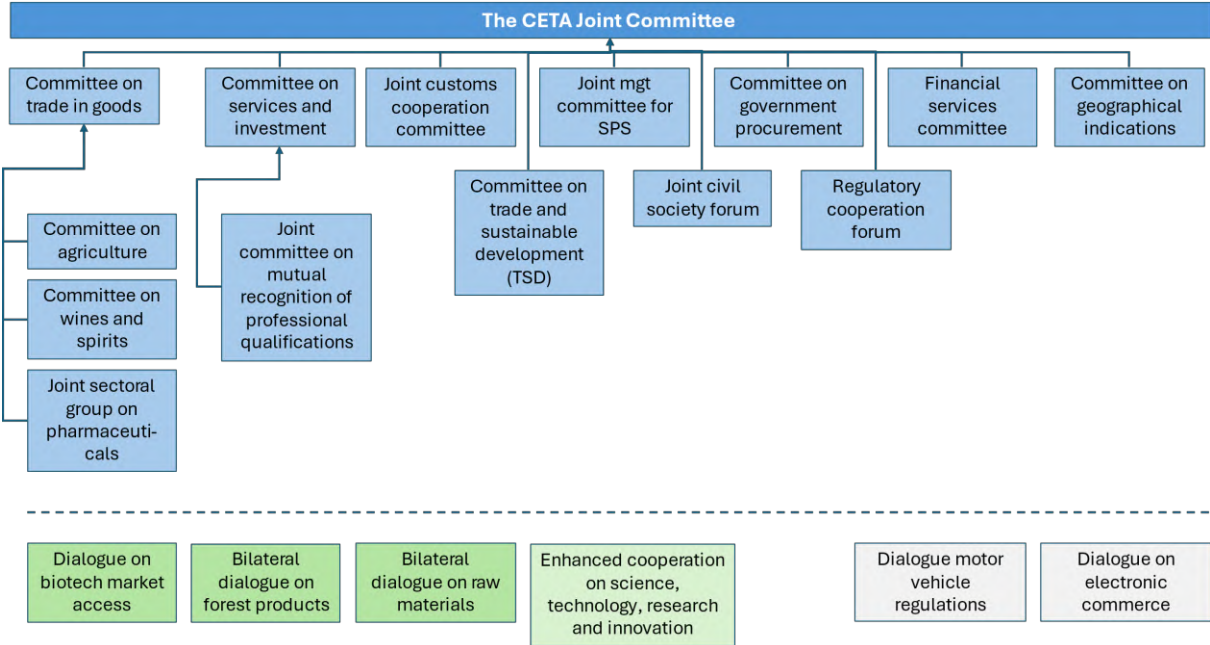 The CETA Joint Committee
Committee on
trade in goods
Committee on
services and
investment
Joint customs
cooperation
committee
Joint mgt
committee for
SPS
Committee on
government
procurement
Financial
services
committee
Committee on
geographical
indications
Committee on
trade and
sustainable
development
(TSD)
Joint civil
society forum
Regulatory
cooperation
forum
Committee on
agriculture
Committee on
wines and
spirits
Joint sectoral
group on
pharmaceuti-
cals
Joint
committee on
mutual
recognition of
professional
qualifications
Dialogue on
biotech market
access
Bilateral
dialogue on
forest products
Bilateral
dialogue on raw
materials
Enhanced cooperation
on science,
technology, research
and innovation
Dialogue motor
vehicle
regulations
Dialogue on
electronic
commerce